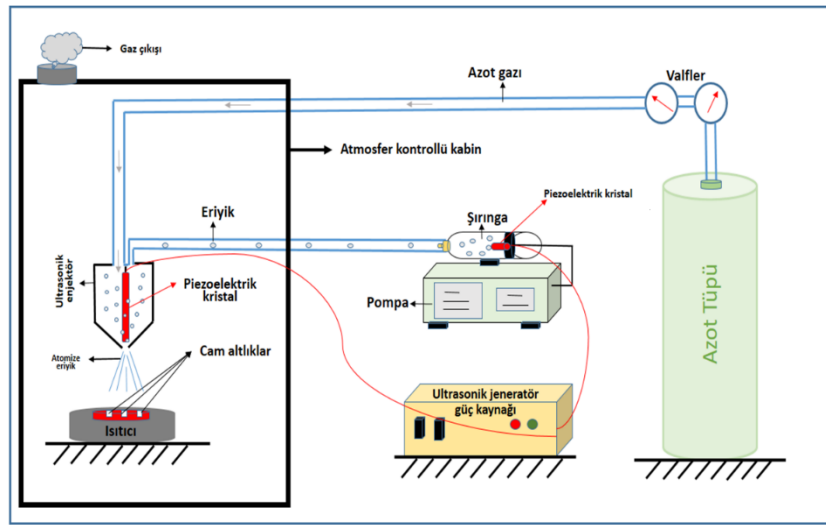 Gaz çıkışı
Azot gazı
Valfler
Atmosfer kontrollü kabin
Eriyik
Şırınga
Piezoelektrik kristal
Ultrasonik
enjektör
Piezoelektrik
kristal
Pompa
Azot Tüpü
Atomize
eriyik
Cam altlıklar
Isıtıcı
Ultrasonik jeneratör
güç kaynağı